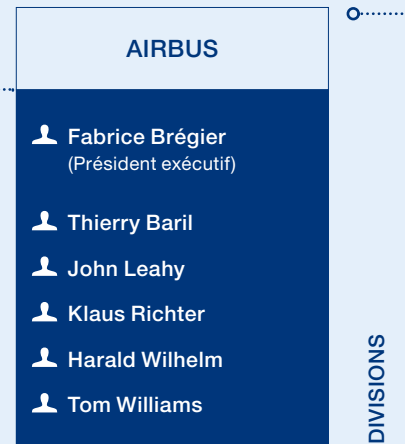 AIRBUS
Fabrice Brégier
(Président exécutif)
Thierry Baril
John Leahy
Klaus Richter
Harald Wilhelm
Tom Williams
DIVISIONS